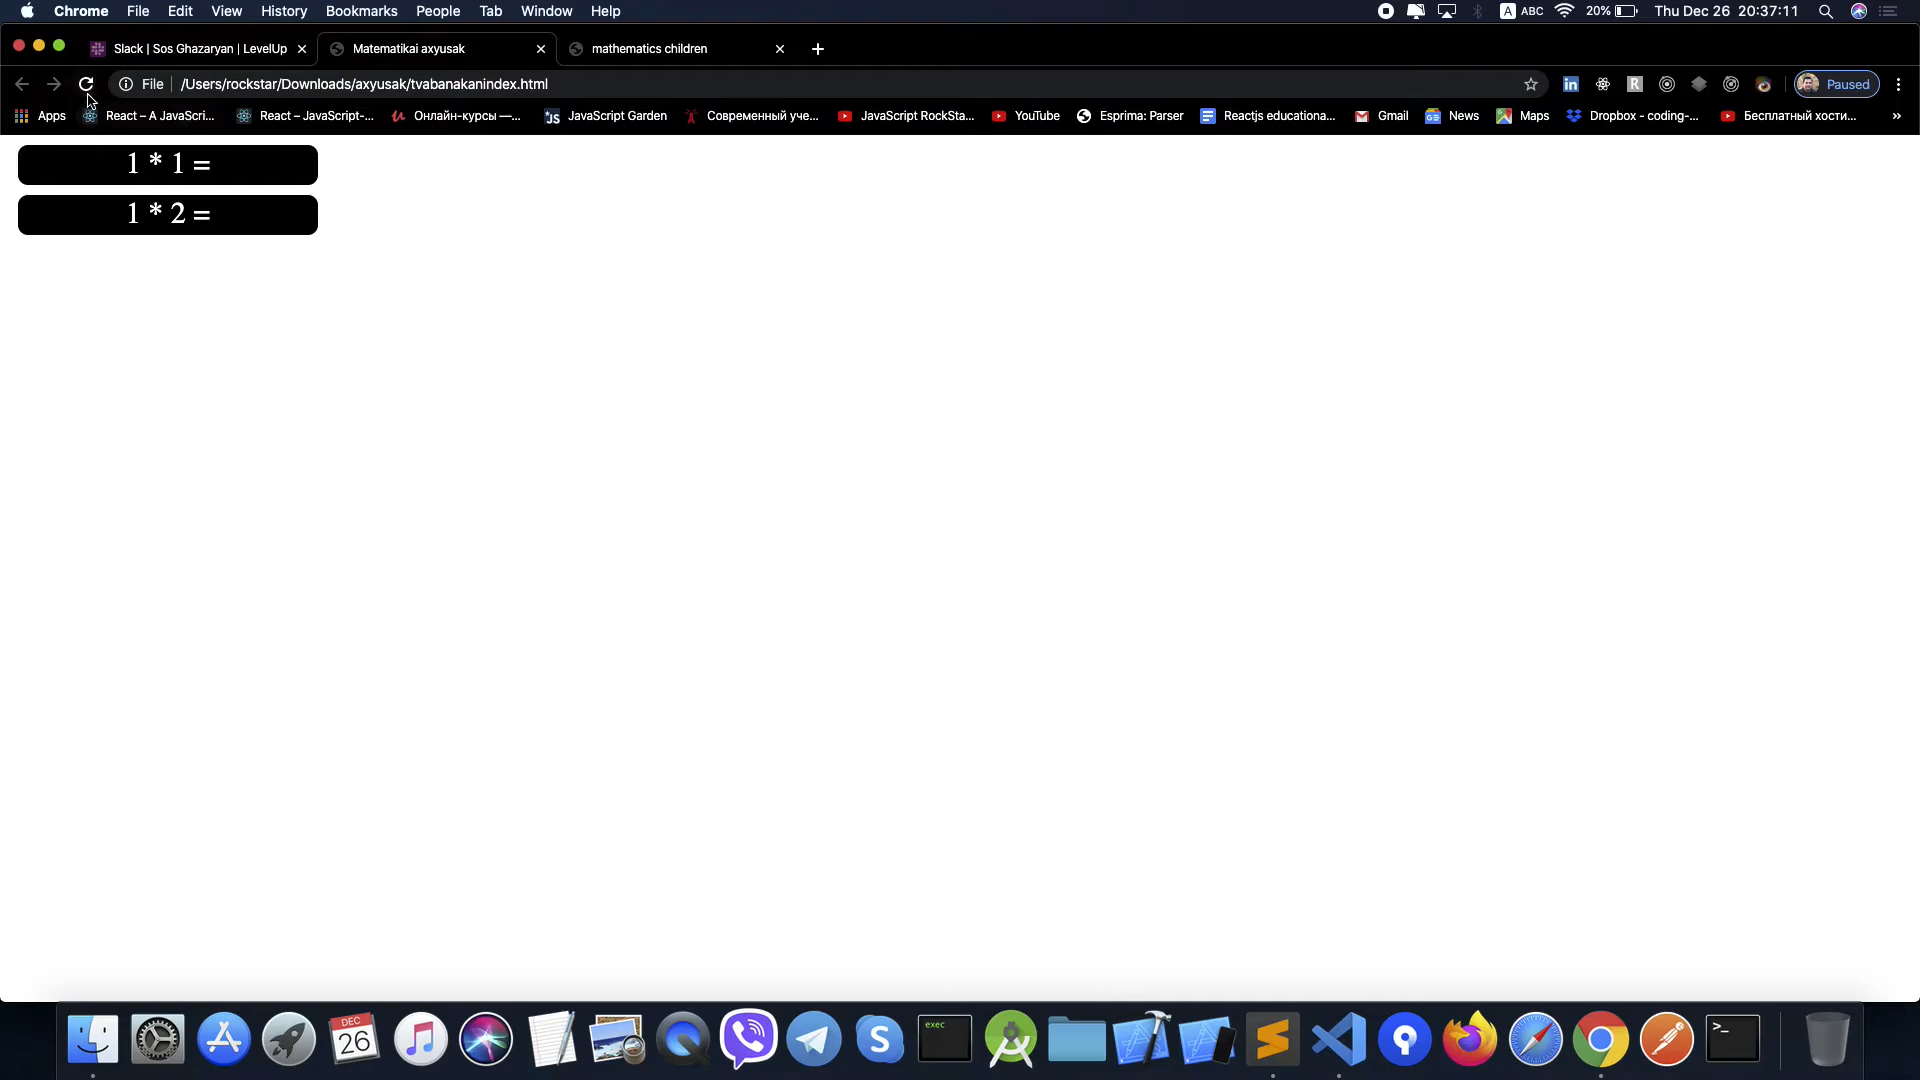 Chrome File Edit View History Bookmarks People Tab Window Help A ABC 20% Thu Dec 26 20:37:11
Slack | Sos Ghazaryan | LevelUp Matematikai axyusak mathematics children
File /Users/rockstar/Downloads/axyusak/tvabanakanindex.html Paused
Apps React – A JavaScri... React – JavaScript-... Онлайн-курсы —... JS JavaScript Garden Современный уче... JavaScript RockSta... YouTube Esprima: Parser Reactjs educationa... Gmail News Maps Dropbox - coding-... Бесплатный хости... »
1 * 1 =
1 * 2 =
DEC
26
exec